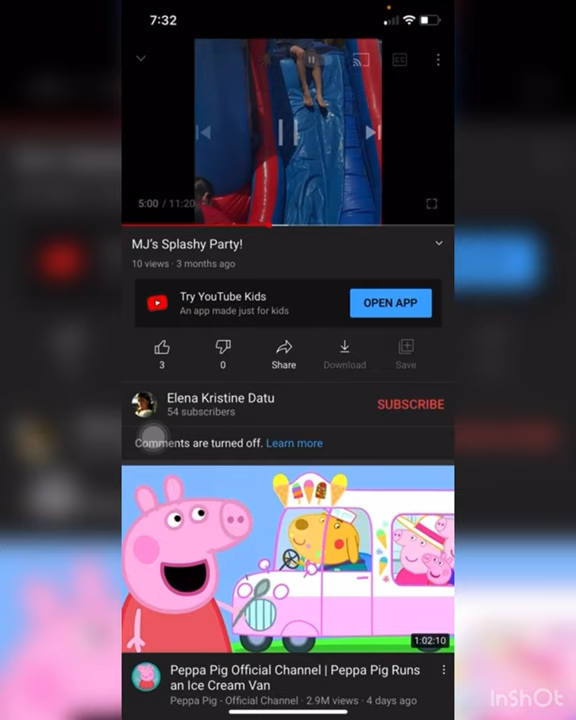 7:32
CC
5:00 / 11:20
MJ's Splashy Party!
10 views · 3 months ago
Try YouTube Kids
An app made just for kids
OPEN APP
3
0
Share
Download
Save
Elena Kristine Datu
54 subscribers
SUBSCRIBE
Comments are turned off. Learn more
1:02:10
Peppa Pig Official Channel | Peppa Pig Runs
an Ice Cream Van
Peppa Pig - Official Channel · 2.9M views · 4 days ago
InShOt